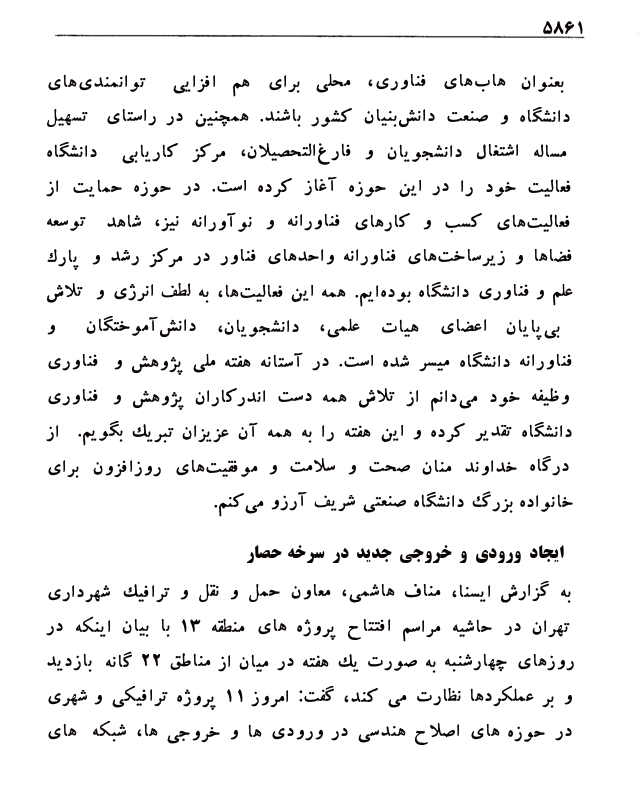 ۵۸۶۱
بعنوان هاب‌های فناوری، محلی برای هم افزایی توانمندی‌های
دانشگاه و صنعت دانش‌بنیان کشور باشند. همچنین در راستای تسهیل
مساله اشتغال دانشجویان و فارغ‌التحصیلان، مرکز کاریابی دانشگاه
فعالیت خود را در این حوزه آغاز کرده است. در حوزه حمایت از
فعالیت‌های کسب و کارهای فناورانه و نوآورانه نیز، شاهد توسعه
فضاها و زیرساخت‌های فناورانه واحدهای فناور در مرکز رشد و پارك
علم و فناوری دانشگاه بوده‌ایم. همه این فعالیت‌ها، به لطف انرژی و تلاش
بی‌پایان اعضای هیات علمی، دانشجویان، دانش‌آموختگان و
فناورانه دانشگاه میسر شده است. در آستانه هفته ملی پژوهش و فناوری
وظیفه خود می‌دانم از تلاش همه دست اندرکاران پژوهش و فناوری
دانشگاه تقدیر کرده و این هفته را به همه آن عزیزان تبریك بگویم. از
درگاه خداوند منان صحت و سلامت و موفقیت‌های روزافزون برای
خانواده بزرگ دانشگاه صنعتی شریف آرزو می‌کنم.
ایجاد ورودی و خروجی جدید در سرخه حصار
به گزارش ایسنا، مناف هاشمی، معاون حمل و نقل و ترافیك شهرداری
تهران در حاشیه مراسم افتتاح پروژه های منطقه ۱۳ با بیان اینکه در
روزهای چهارشنبه به صورت یك هفته در میان از مناطق ۲۲ گانه بازدید
و بر عملکردها نظارت می کند، گفت: امروز ۱۱ پروژه ترافیکی و شهری
در حوزه های اصلاح هندسی در ورودی ها و خروجی ها، شبکه های